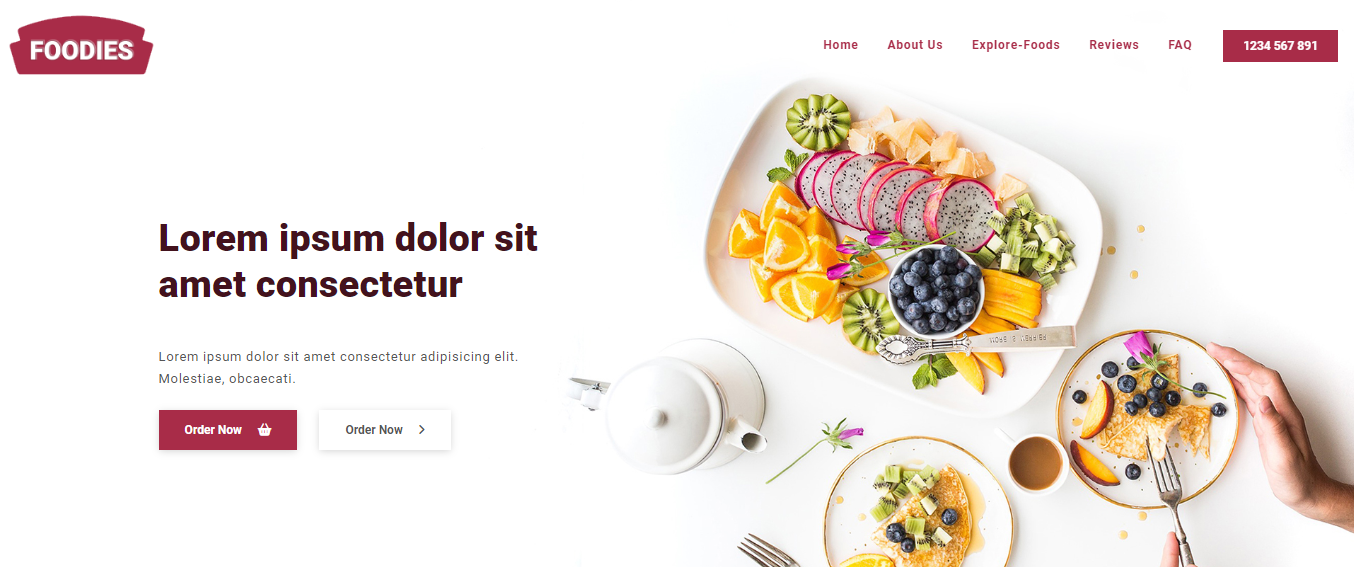 FOODIES
Home
About Us
Explore-Foods
Reviews
FAQ
1234 567 891
Lorem ipsum dolor sit
amet consectetur
Lorem ipsum dolor sit amet consectetur adipisicing elit.
Molestiae, obcaecati.
Order Now
Order Now